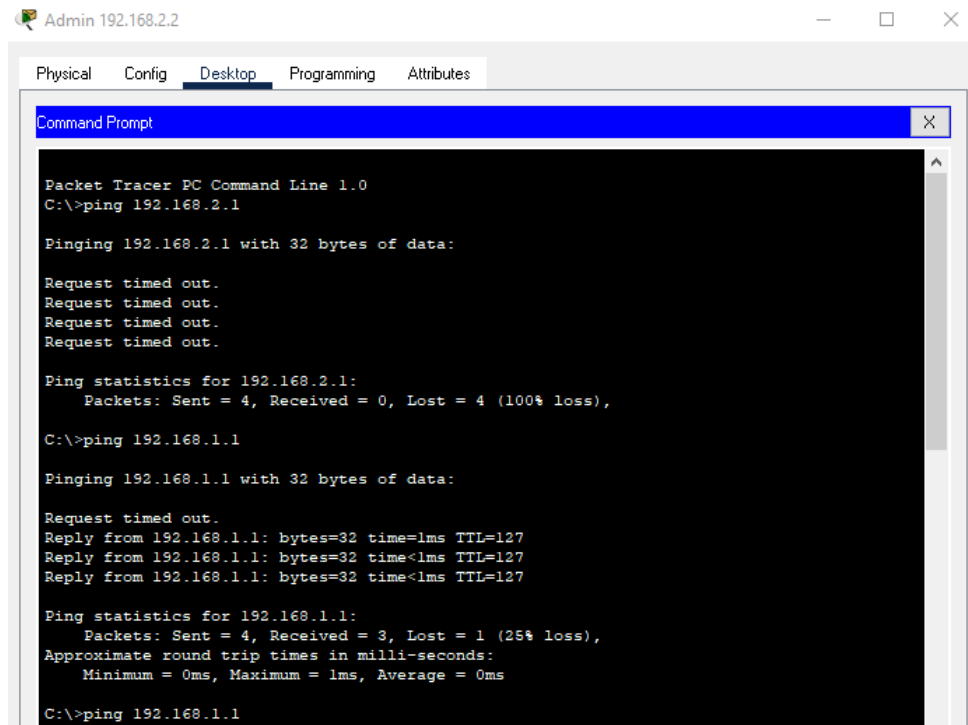 Admin 192.168.2.2
Physical Config Desktop Programming Attributes
Command Prompt
X
Packet Tracer PC Command Line 1.0
C:\>ping 192.168.2.1
Pinging 192.168.2.1 with 32 bytes of data:
Request timed out.
Request timed out.
Request timed out.
Request timed out.
Ping statistics for 192.168.2.1:
Packets: Sent = 4, Received = 0, Lost = 4 (100% loss),
C:\>ping 192.168.1.1
Pinging 192.168.1.1 with 32 bytes of data:
Request timed out.
Reply from 192.168.1.1: bytes=32 time=1ms TTL=127
Reply from 192.168.1.1: bytes=32 time<1ms TTL=127
Reply from 192.168.1.1: bytes=32 time<1ms TTL=127
Ping statistics for 192.168.1.1:
Packets: Sent = 4, Received = 3, Lost = 1 (25% loss),
Approximate round trip times in milli-seconds:
Minimum = 0ms, Maximum = 1ms, Average = 0ms
C:\>ping 192.168.1.1